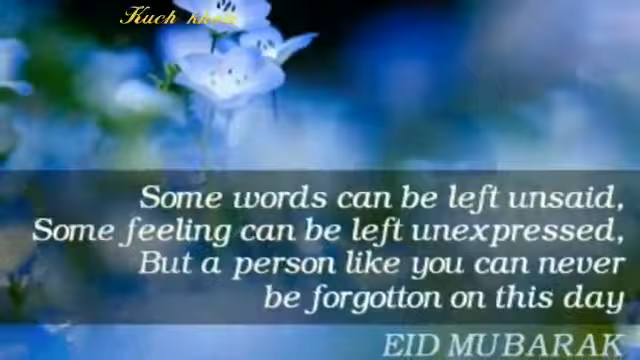 Kuch
Some words can be left unsaid,
Some feeling can be left unexpressed,
But a person like you can never
be forgotton on this day
EID MUBARAK